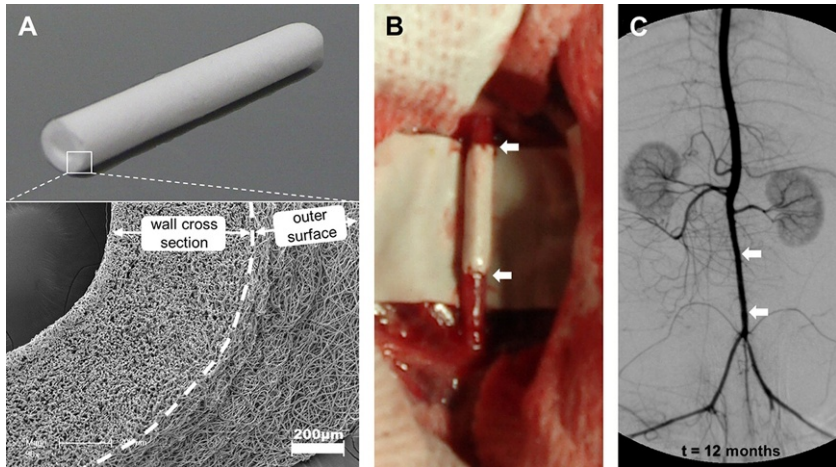 A
wall cross
section
outer
surface
200µm
B
C
t = 12 months